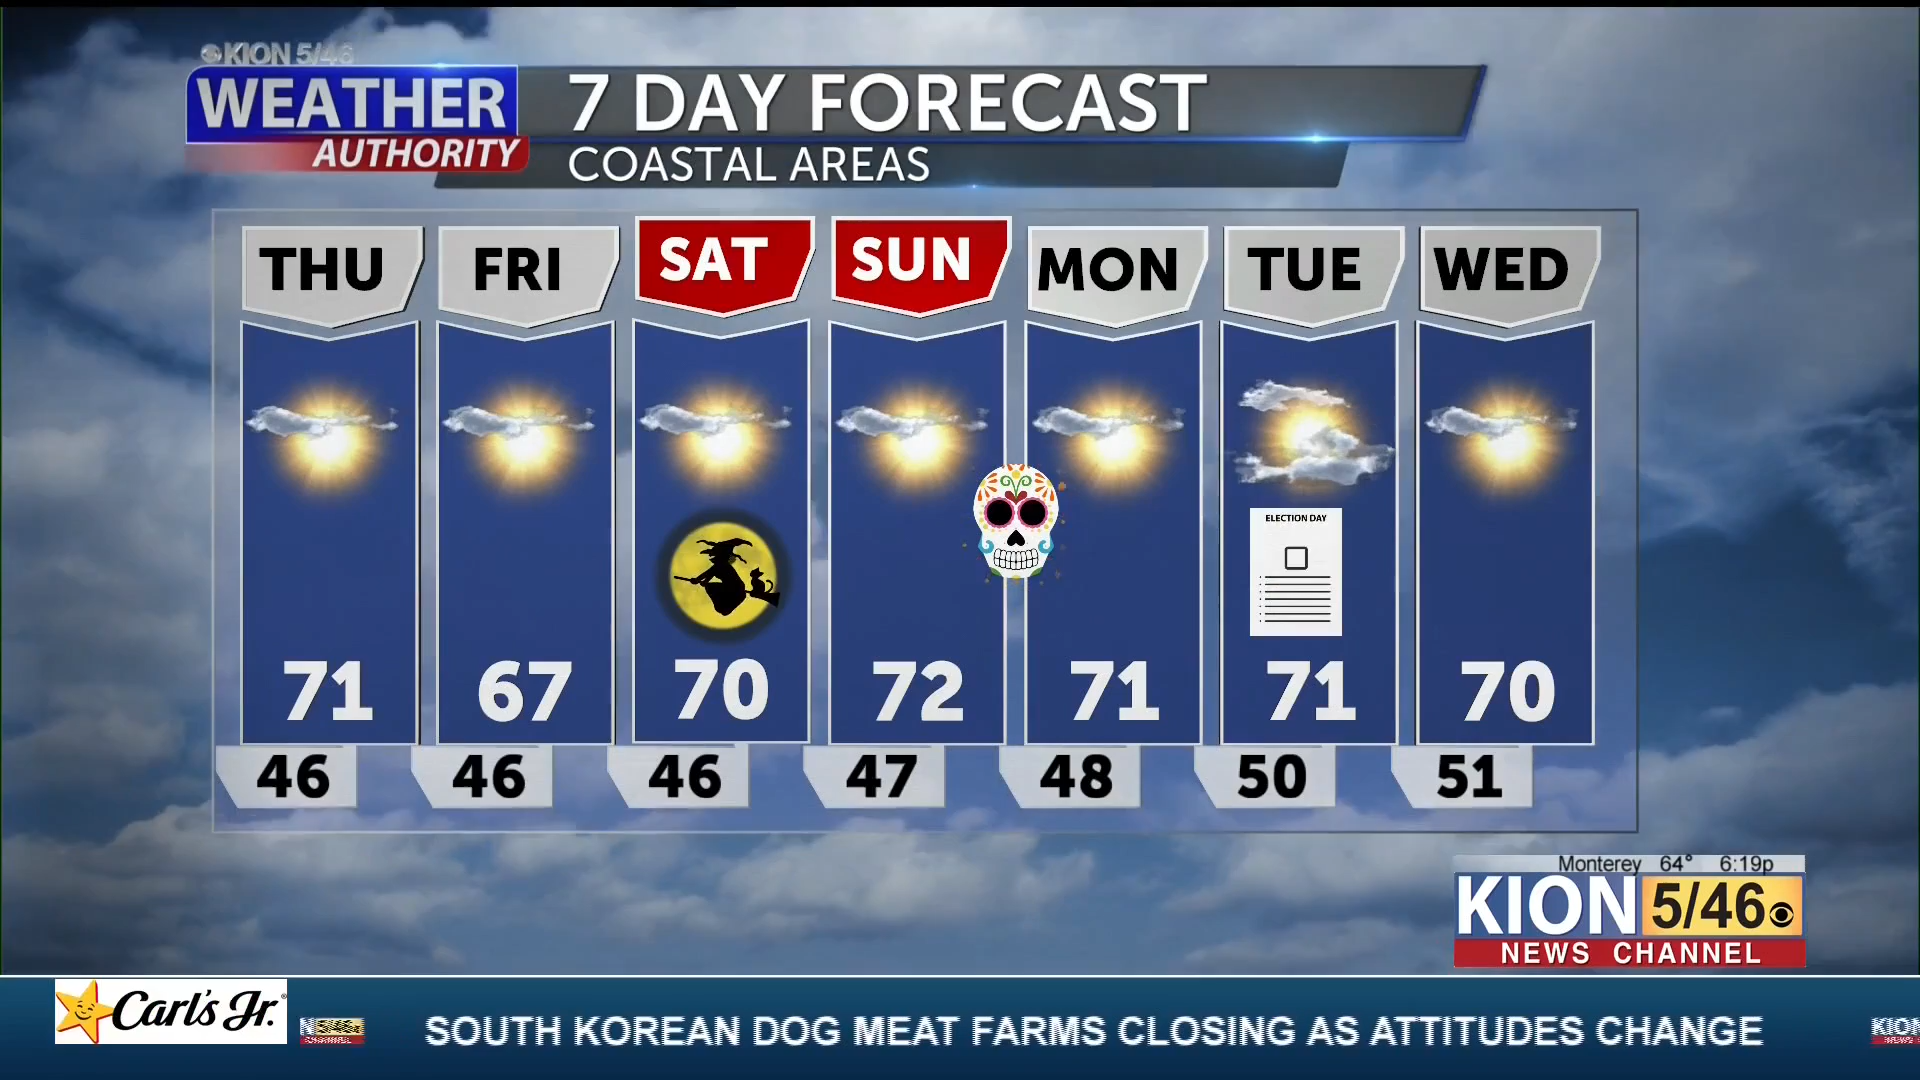 KION 5/46
WEATHER
AUTHORITY
7 DAY FORECAST
COASTAL AREAS
THU FRI SAT SUN MON TUE WED
ELECTION DAY
71 67 70 72 71 71 70
46 46 46 47 48 50 51
Monterey 64° 6:19p
KION 5/46
NEWS CHANNEL
Carl's Jr.®
SOUTH KOREAN DOG MEAT FARMS CLOSING AS ATTITUDES CHANGE
KION